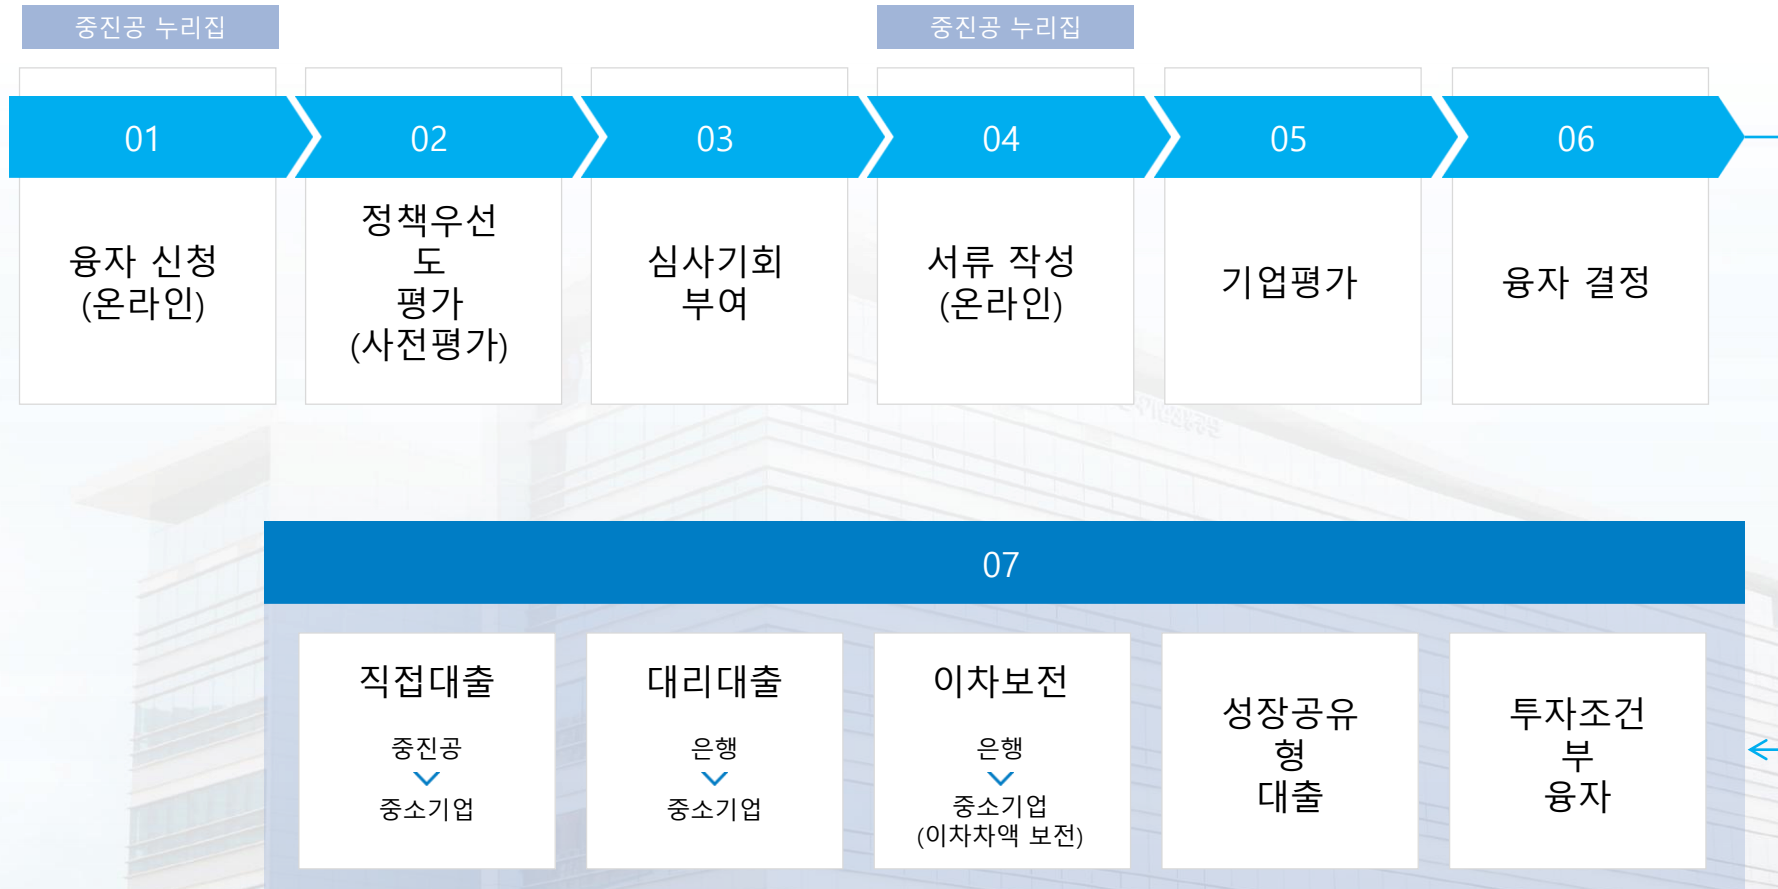 중진공 누리집
중진공 누리집
01
02
03
04
05
06
융자 신청
(온라인)
정책우선
도
평가
(사전평가)
심사기회
부여
서류 작성
(온라인)
기업평가
융자 결정
07
직접대출
중진공
중소기업
대리대출
은행
중소기업
이차보전
은행
중소기업
(이차차액 보전)
성장공유
형
대출
투자조건
부
융자